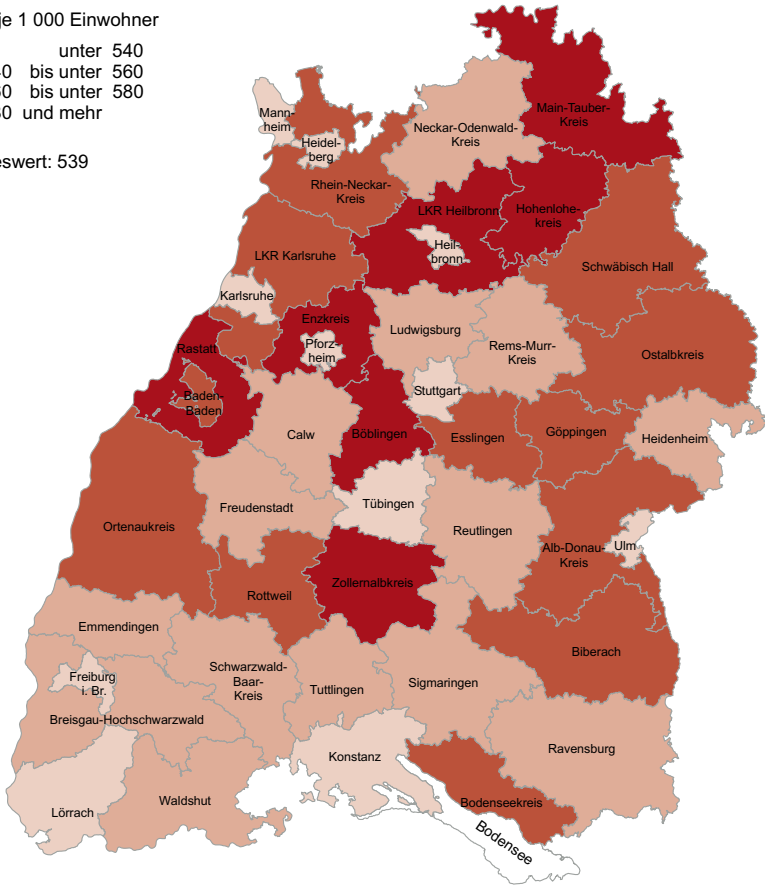 je 1 000 Einwohner
unter 540
0 bis unter 560
0 bis unter 580
0 und mehr
eswert: 539
Main-Tauber-
Kreis
Mann-
heim
Neckar-Odenwald-
Kreis
Heidel-
berg
Rhein-Neckar-
Kreis
LKR Heilbronn
Hohenlohe-
kreis
Heil-
bronn
LKR Karlsruhe
Schwäbisch Hall
Karlsruhe
Enzkreis
Ludwigsburg
Rastatt
Pforz-
heim
Rems-Murr-
Kreis
Ostalbkreis
Stuttgart
Baden-
Baden
Calw
Böblingen
Esslingen
Göppingen
Heidenheim
Tübingen
Freudenstadt
Ortenaukreis
Reutlingen
Alb-Donau-
Kreis
Ulm
Zollernalbkreis
Rottweil
Emmendingen
Biberach
Schwarzwald-
Baar-
Kreis
Freiburg
i. Br.
Tuttlingen
Sigmaringen
Breisgau-Hochschwarzwald
Ravensburg
Konstanz
Waldshut
Bodenseekreis
Lörrach
Bodensee